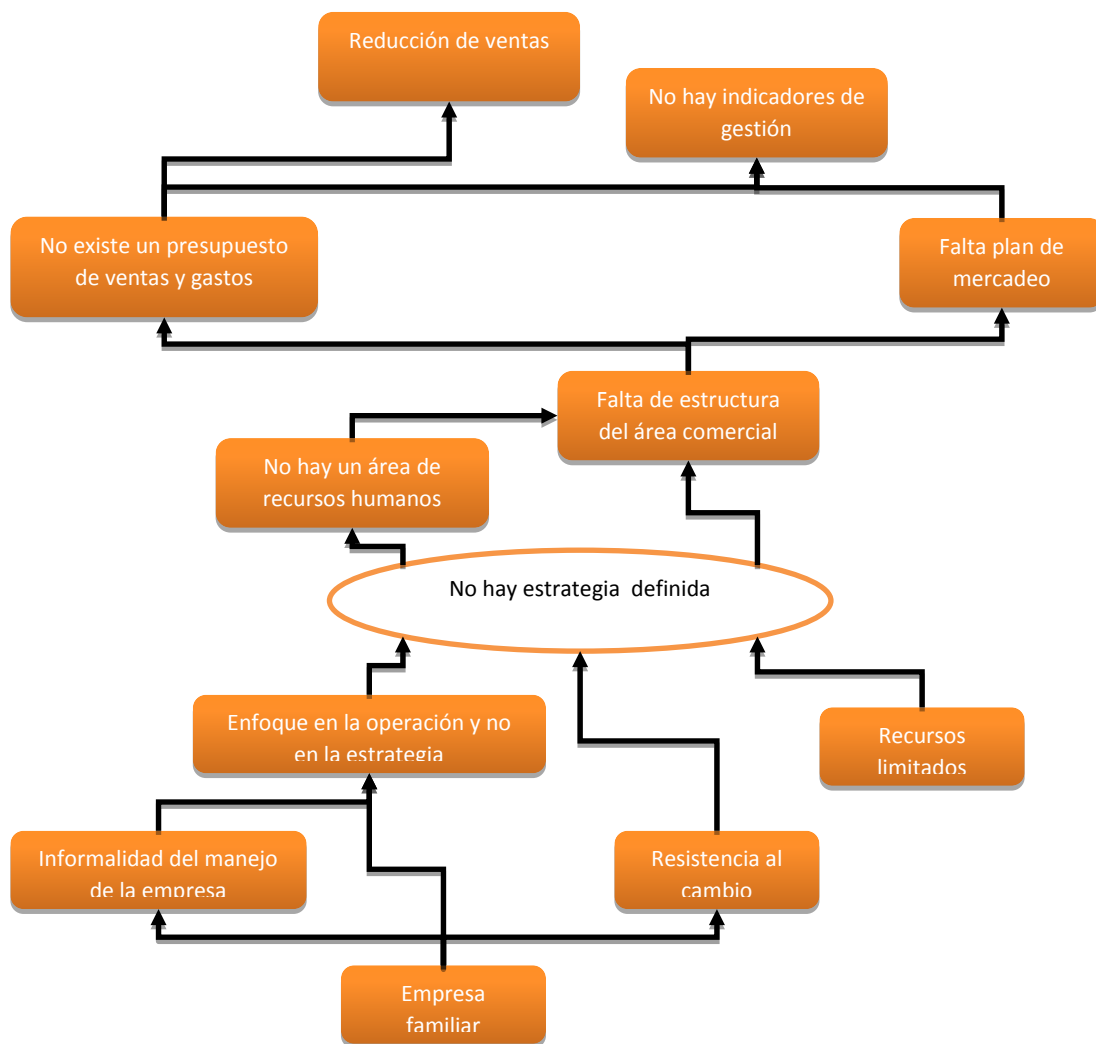 Reducción de ventas
No hay indicadores de
gestión
No existe un presupuesto
de ventas y gastos
Falta plan de
mercadeo
Falta de estructura
del área comercial
No hay un área de
recursos humanos
No hay estrategia definida
Enfoque en la operación y no
en la estrategia
Recursos
limitados
Informalidad del manejo
de la empresa
Resistencia al
cambio
Empresa
familiar